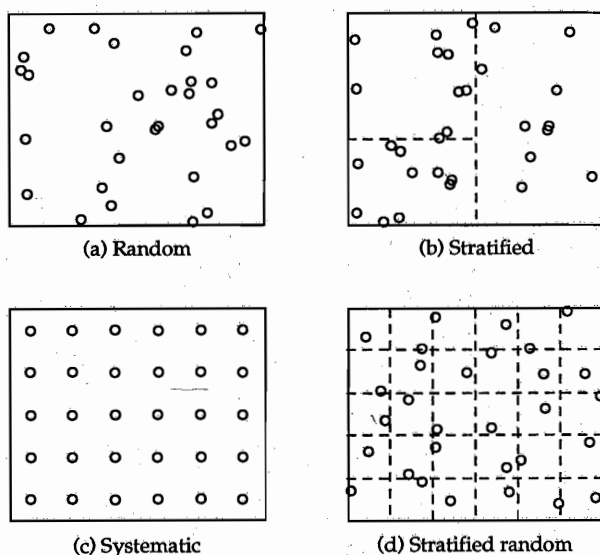 (a) Random
(b) Stratified
(c) Systematic
(d) Stratified random